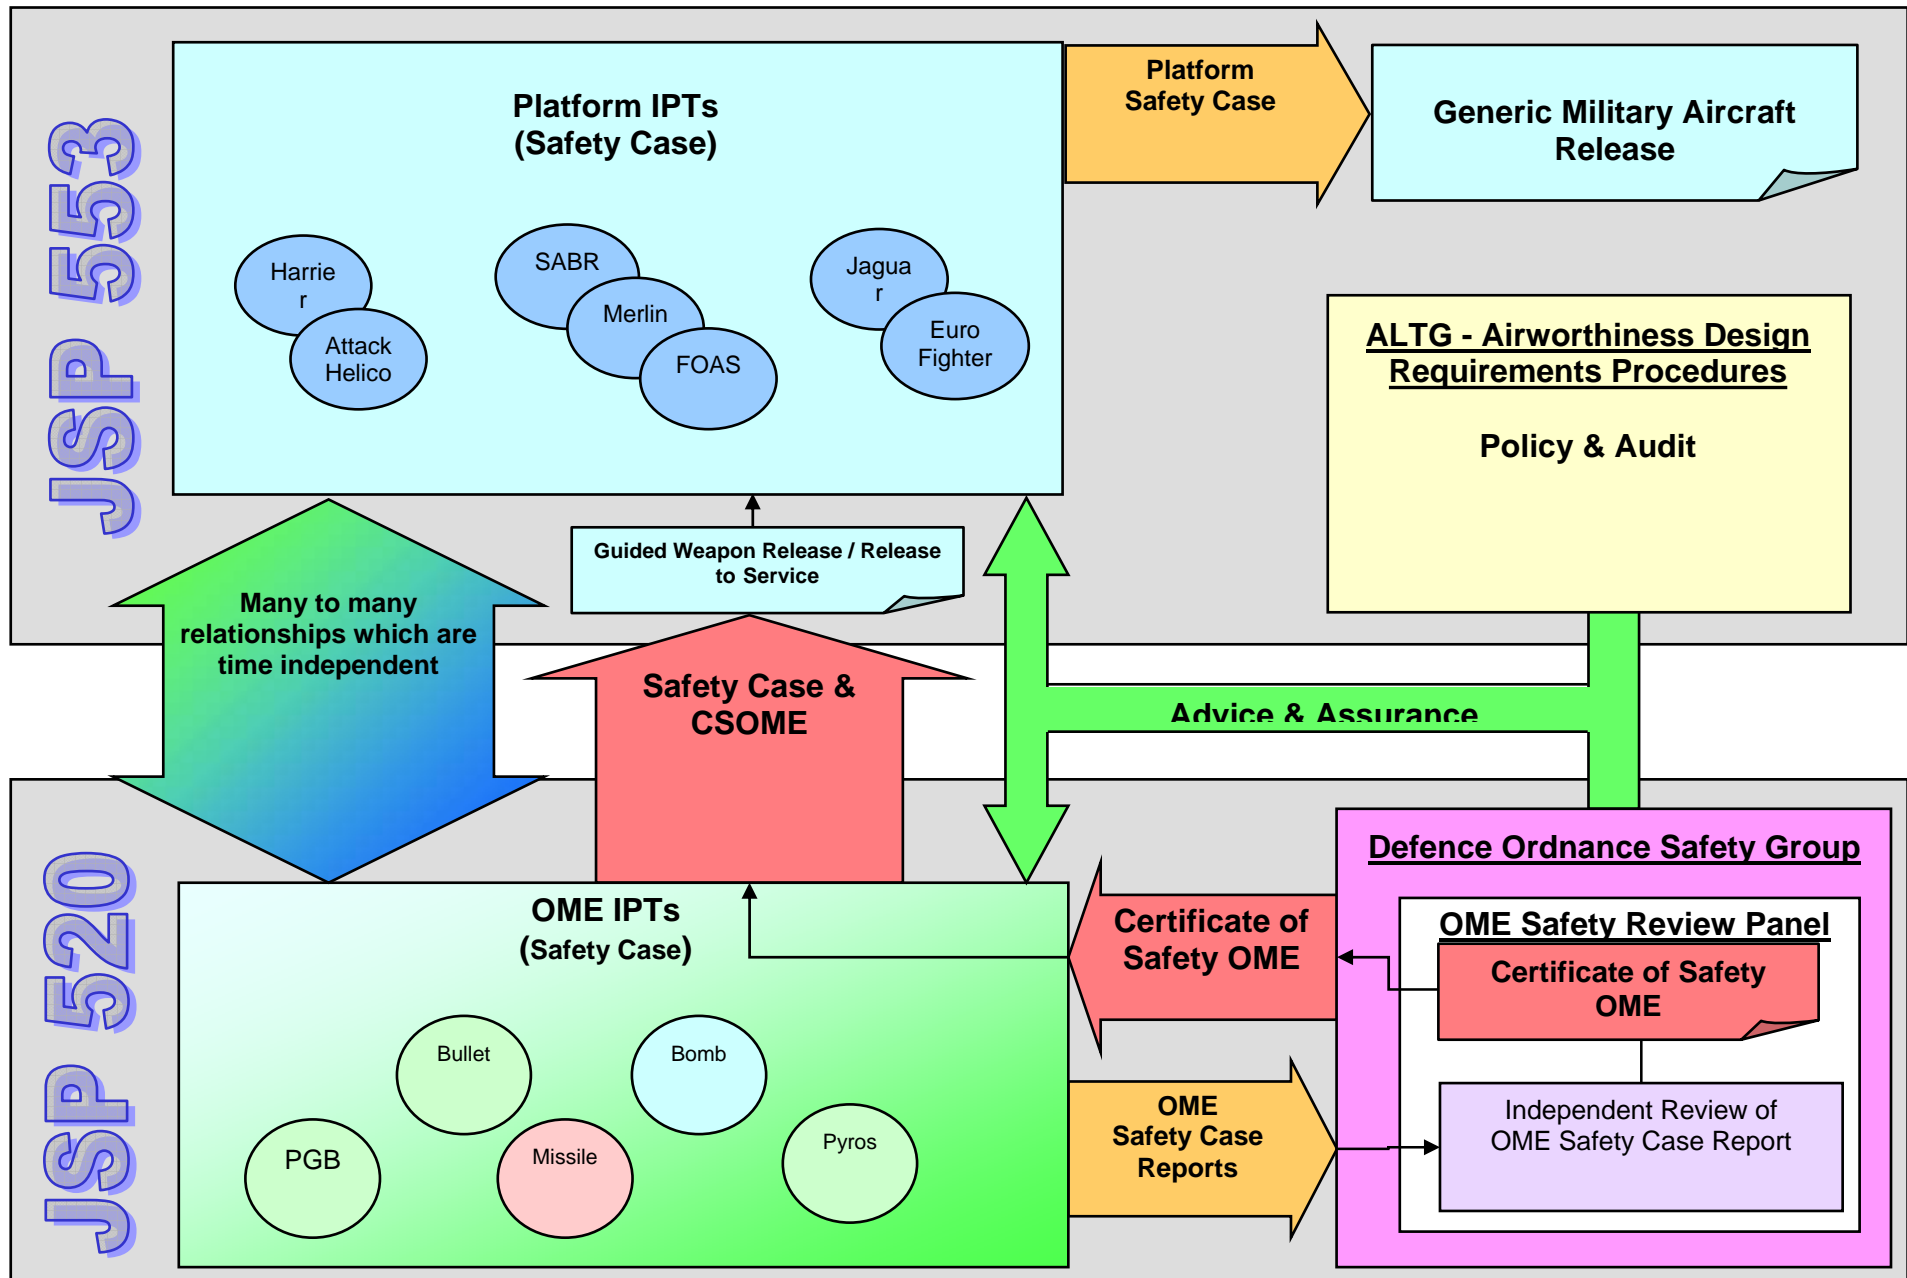 JSP 553
Platform IPTs
(Safety Case)
Harrie
r
Attack
Helico
SABR
Merlin
FOAS
Jagua
r
Euro
Fighter
Platform
Safety Case
Generic Military Aircraft
Release
ALTG - Airworthiness Design
Requirements Procedures
Policy & Audit
Guided Weapon Release / Release
to Service
Many to many
relationships which are
time independent
Safety Case &
CSOME
Advice & Assurance
JSP 520
OME IPTs
(Safety Case)
Bullet
Bomb
PGB
Missile
Pyros
Certificate of
Safety OME
OME
Safety Case
Reports
Defence Ordnance Safety Group
OME Safety Review Panel
Certificate of Safety
OME
Independent Review of
OME Safety Case Report